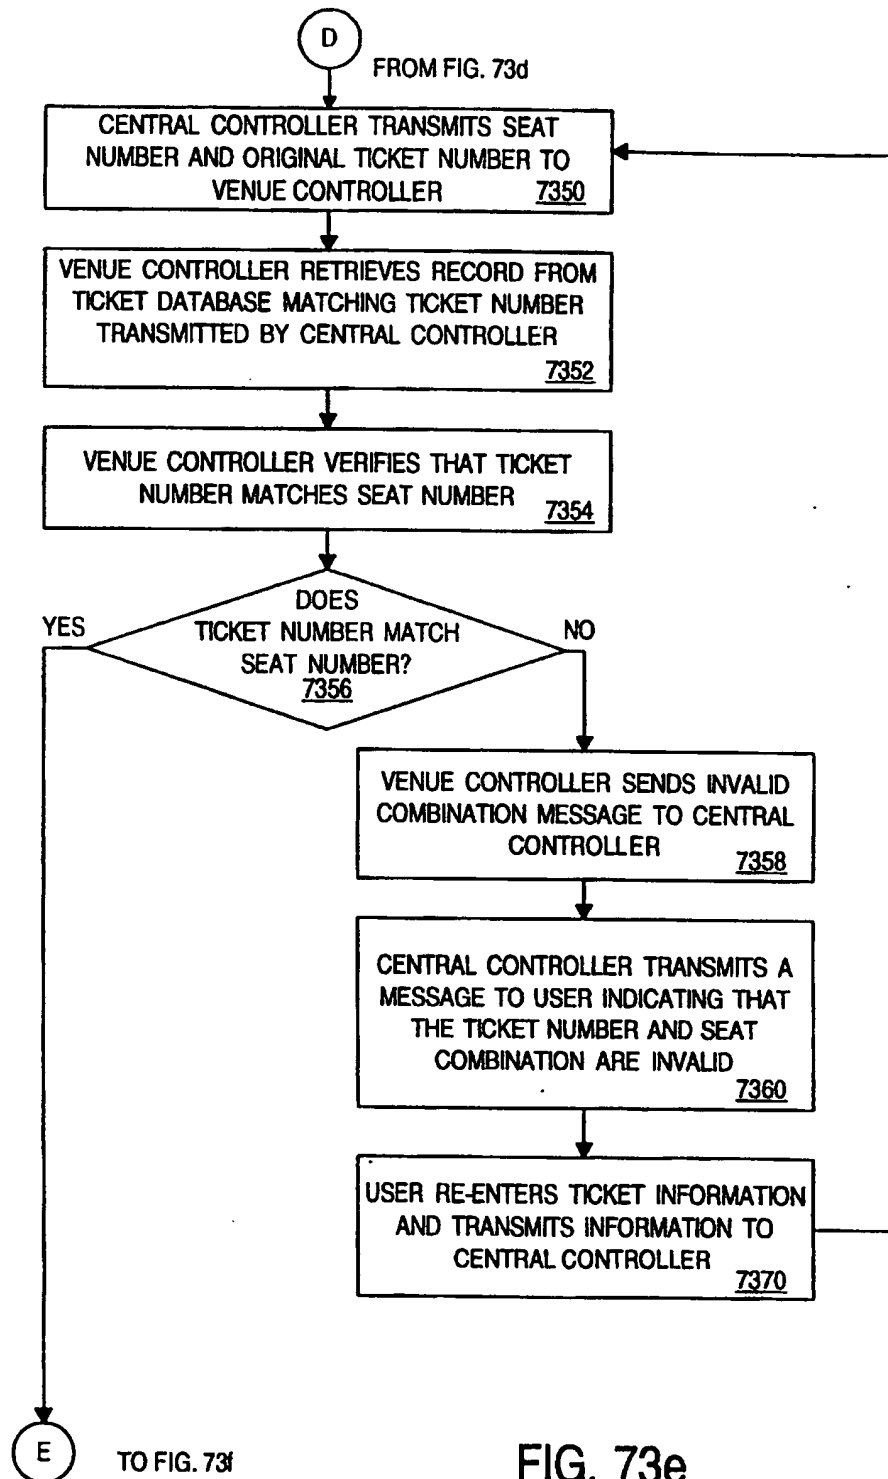 D
FROM FIG. 73d
CENTRAL CONTROLLER TRANSMITS SEAT
NUMBER AND ORIGINAL TICKET NUMBER TO
VENUE CONTROLLER 7350
VENUE CONTROLLER RETRIEVES RECORD FROM
TICKET DATABASE MATCHING TICKET NUMBER
TRANSMITTED BY CENTRAL CONTROLLER
7352
VENUE CONTROLLER VERIFIES THAT TICKET
NUMBER MATCHES SEAT NUMBER 7354
YES
DOES
TICKET NUMBER MATCH
SEAT NUMBER?
7356
NO
VENUE CONTROLLER SENDS INVALID
COMBINATION MESSAGE TO CENTRAL
CONTROLLER 7358
CENTRAL CONTROLLER TRANSMITS A
MESSAGE TO USER INDICATING THAT
THE TICKET NUMBER AND SEAT
COMBINATION ARE INVALID
7360
USER RE-ENTERS TICKET INFORMATION
AND TRANSMITS INFORMATION TO
CENTRAL CONTROLLER 7370
E
TO FIG. 73f
FIG. 73e